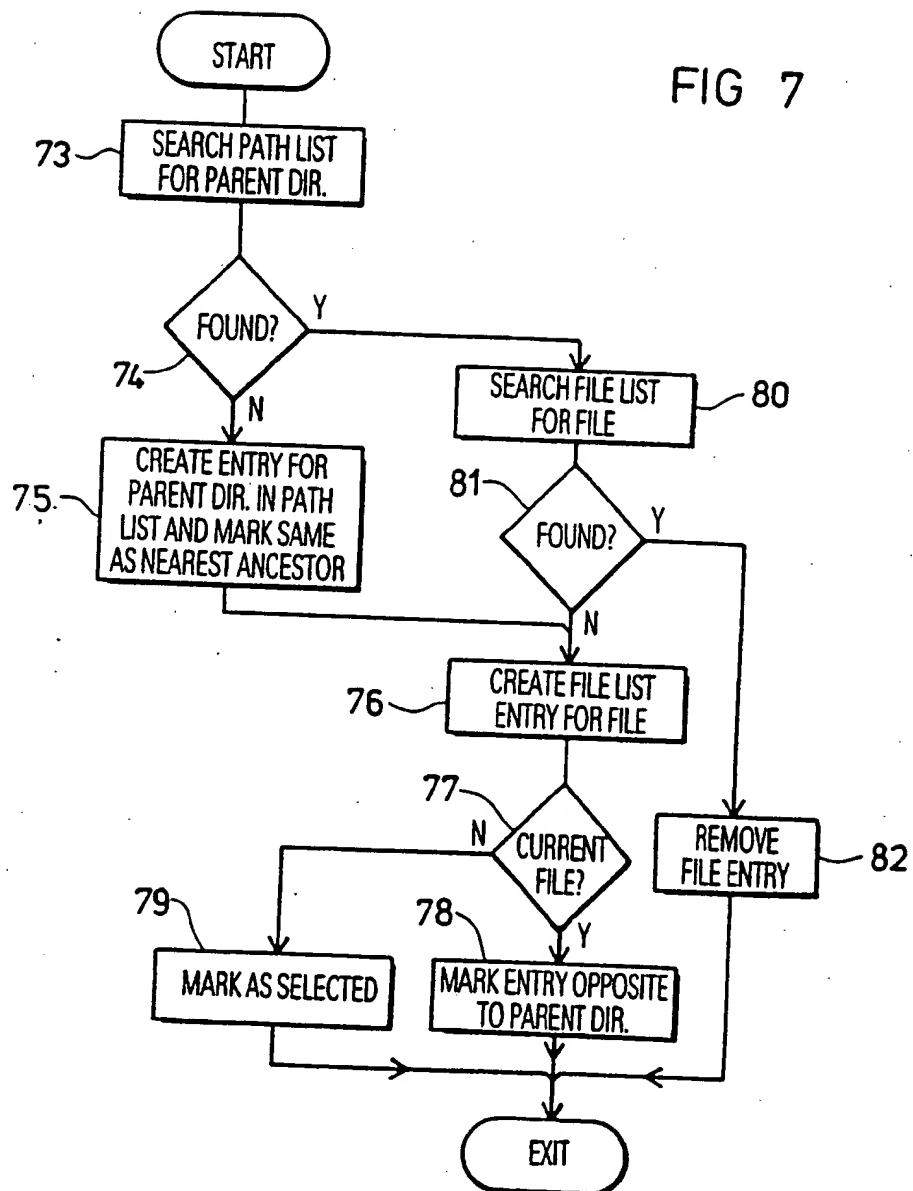 START
FIG 7
73
SEARCH PATH LIST
FOR PARENT DIR.
FOUND?
Y
74
N
SEARCH FILE LIST
FOR FILE
80
75.
CREATE ENTRY FOR
PARENT DIR. IN PATH
LIST AND MARK SAME
AS NEAREST ANCESTOR
81
FOUND?
Y
N
76
CREATE FILE LIST
ENTRY FOR FILE
77
N
CURRENT
FILE?
Y
REMOVE
FILE ENTRY
82
79
MARK AS SELECTED
78
MARK ENTRY OPPOSITE
TO PARENT DIR.
EXIT